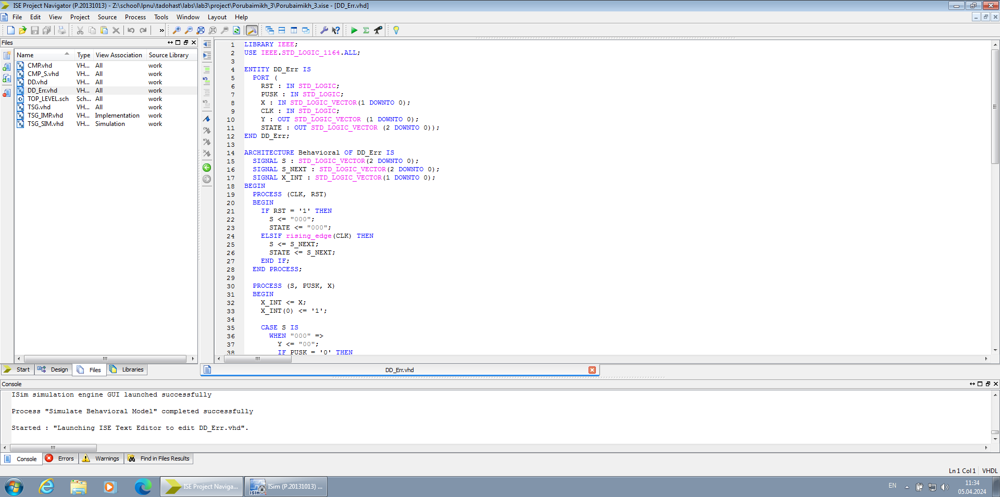 ISE Project Navigator (P.20131013) - Z:\school\lpnu\tadohast\labs\lab3\project\Porubaimikh_3\Porubaimikh_3.xise - [DD_Err.vhd]
File Edit View Project Source Process Tools Window Layout Help
Files
Name Type View Association Source Library
CMP.vhd VH... All work
CMP_S.vhd VH... All work
DD.vhd VH... All work
DD_Err.vhd VH... All work
TOP_LEVEL.sch Sch... All work
TSG.vhd VH... All work
TSG_IMP.vhd VH... Implementation work
TSG_SIM.vhd VH... Simulation work
Start Design Files Libraries
1 LIBRARY IEEE;
2 USE IEEE.STD_LOGIC_1164.ALL;
3
4 ENTITY DD_Err IS
5 PORT (
6 RST : IN STD_LOGIC;
7 PUSK : IN STD_LOGIC;
8 X : IN STD_LOGIC_VECTOR(1 DOWNTO 0);
9 CLK : IN STD_LOGIC;
10 Y : OUT STD_LOGIC_VECTOR (1 DOWNTO 0);
11 STATE : OUT STD_LOGIC_VECTOR (2 DOWNTO 0));
12 END DD_Err;
13
14 ARCHITECTURE Behavioral OF DD_Err IS
15 SIGNAL S : STD_LOGIC_VECTOR(2 DOWNTO 0);
16 SIGNAL S_NEXT : STD_LOGIC_VECTOR(2 DOWNTO 0);
17 SIGNAL X_INT : STD_LOGIC_VECTOR(1 DOWNTO 0);
18 BEGIN
19 PROCESS (CLK, RST)
20 BEGIN
21 IF RST = '1' THEN
22 S <= "000";
23 STATE <= "000";
24 ELSIF rising_edge(CLK) THEN
25 S <= S_NEXT;
26 STATE <= S_NEXT;
27 END IF;
28 END PROCESS;
29
30 PROCESS (S, PUSK, X)
31 BEGIN
32 X_INT <= X;
33 X_INT(0) <= '1';
34
35 CASE S IS
36 WHEN "000" =>
37 Y <= "00";
38 IF PUSK = '0' THEN
DD_Err.vhd
Console
ISim simulation engine GUI launched successfully
Process "Simulate Behavioral Model" completed successfully
Started : "Launching ISE Text Editor to edit DD_Err.vhd".
Console Errors Warnings Find in Files Results
Ln 1 Col 1 VHDL
ISE Project Naviga... ISim (P.20131013) ...
ISim
EN
11:34
05.04.2024